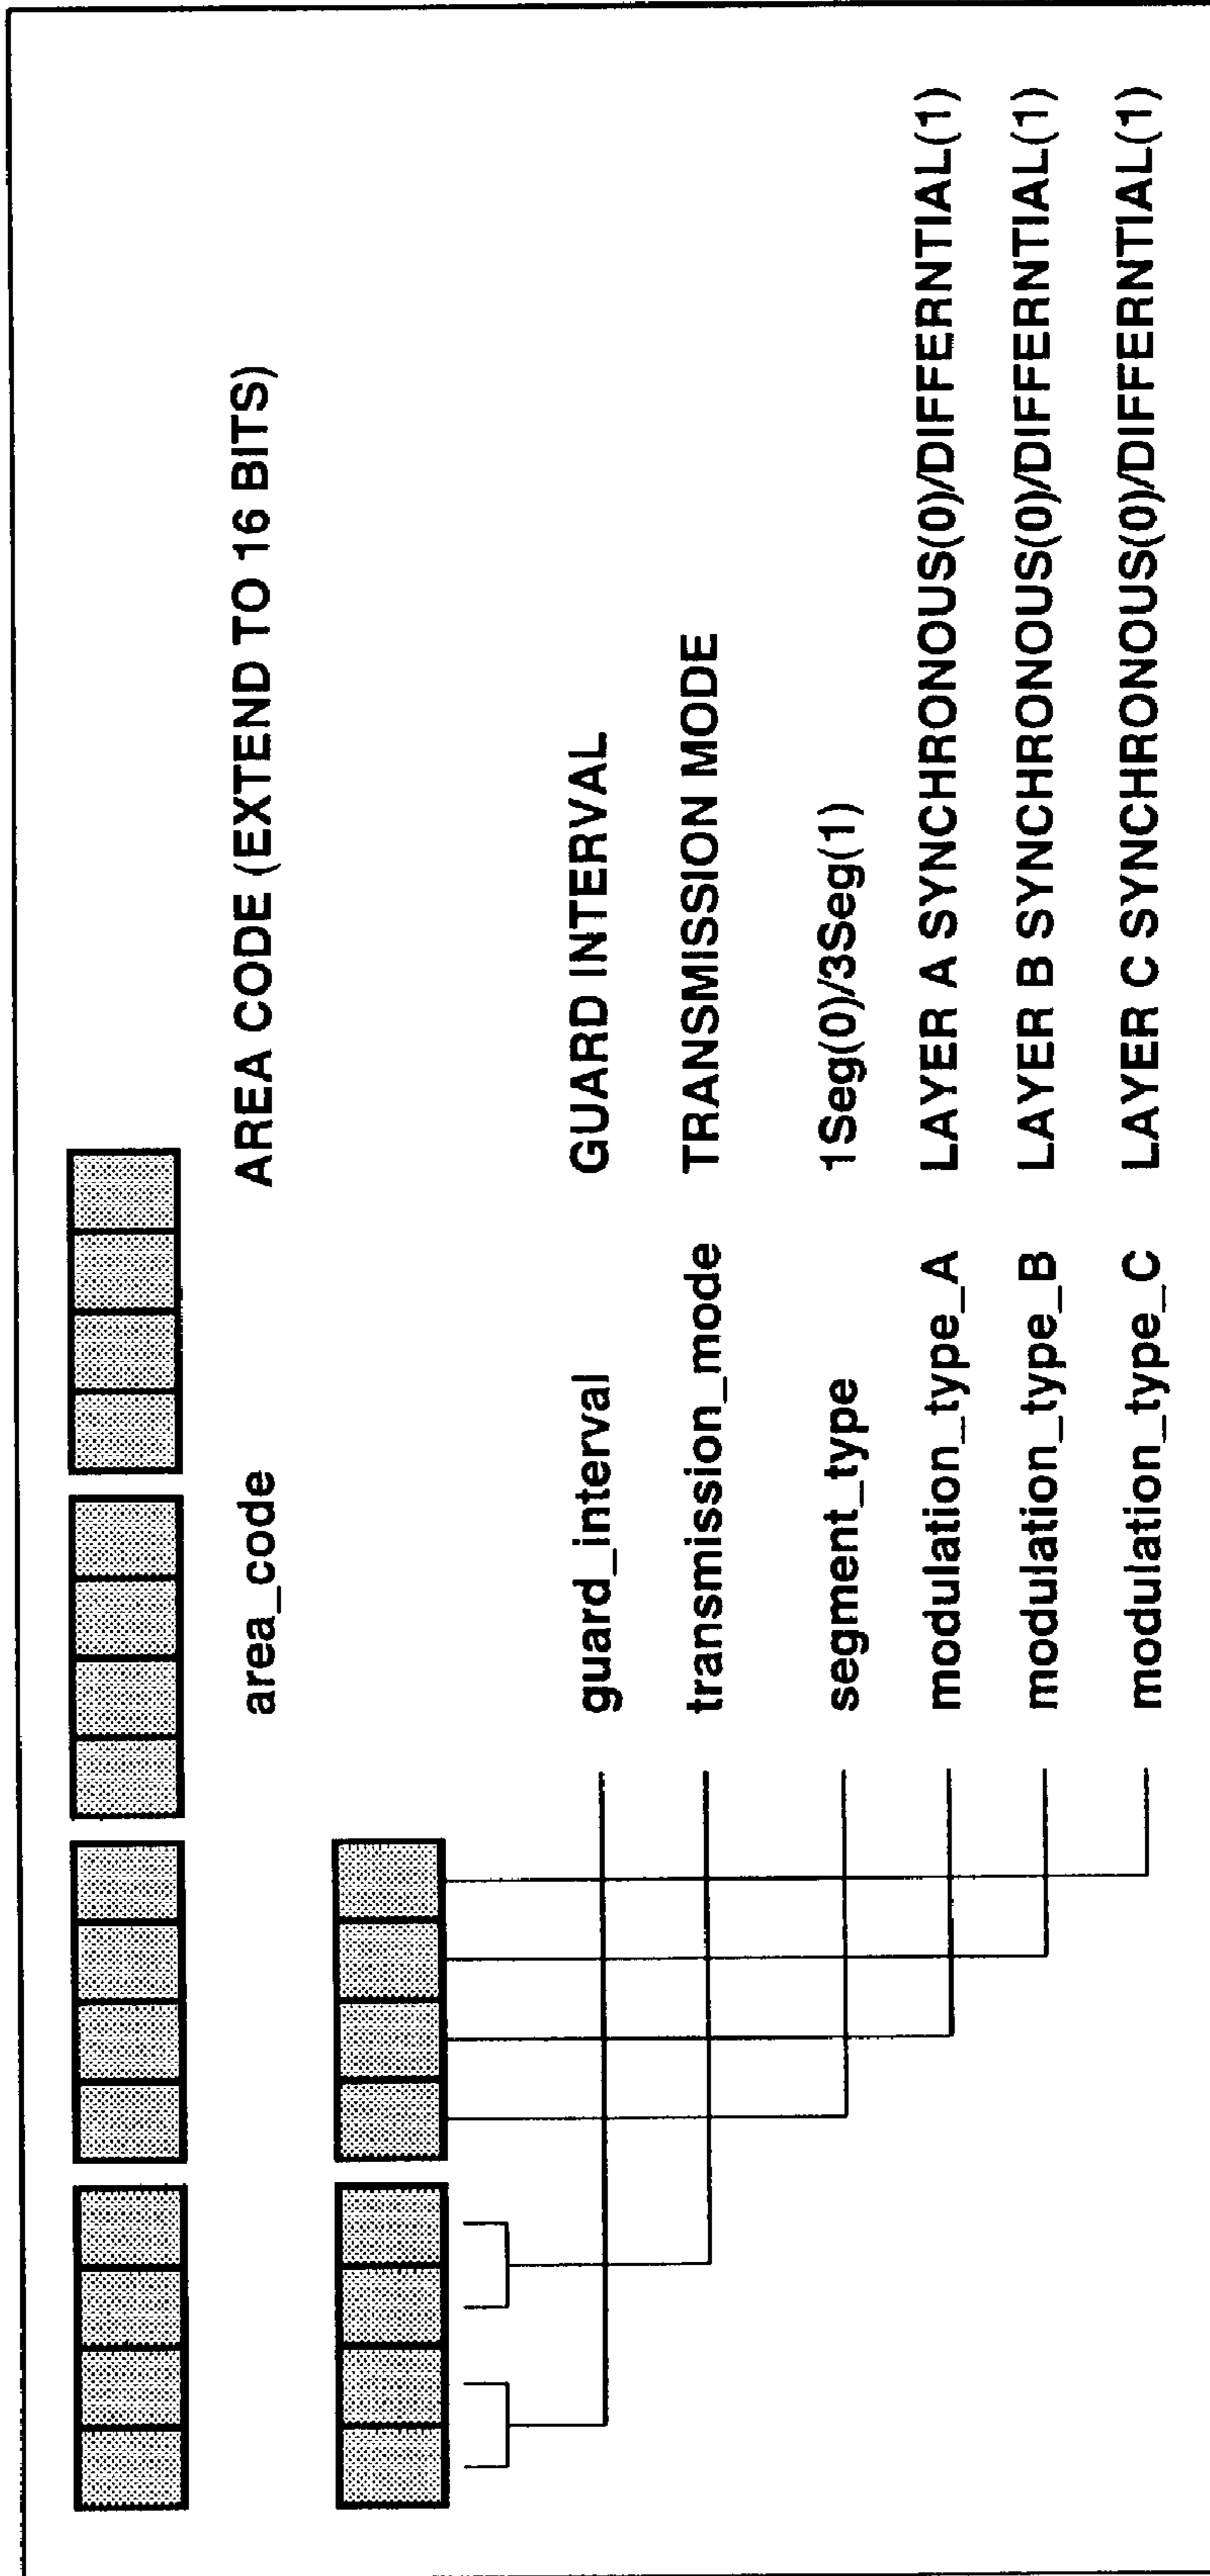 area_code AREA CODE (EXTEND TO 16 BITS)
guard_interval GUARD INTERVAL
transmission_mode TRANSMISSION MODE
segment_type 1Seg(0)/3Seg(1)
modulation_type_A LAYER A SYNCHRONOUS(0)/DIFFERNTIAL(1)
modulation_type_B LAYER B SYNCHRONOUS(0)/DIFFERNTIAL(1)
modulation_type_C LAYER C SYNCHRONOUS(0)/DIFFERNTIAL(1)